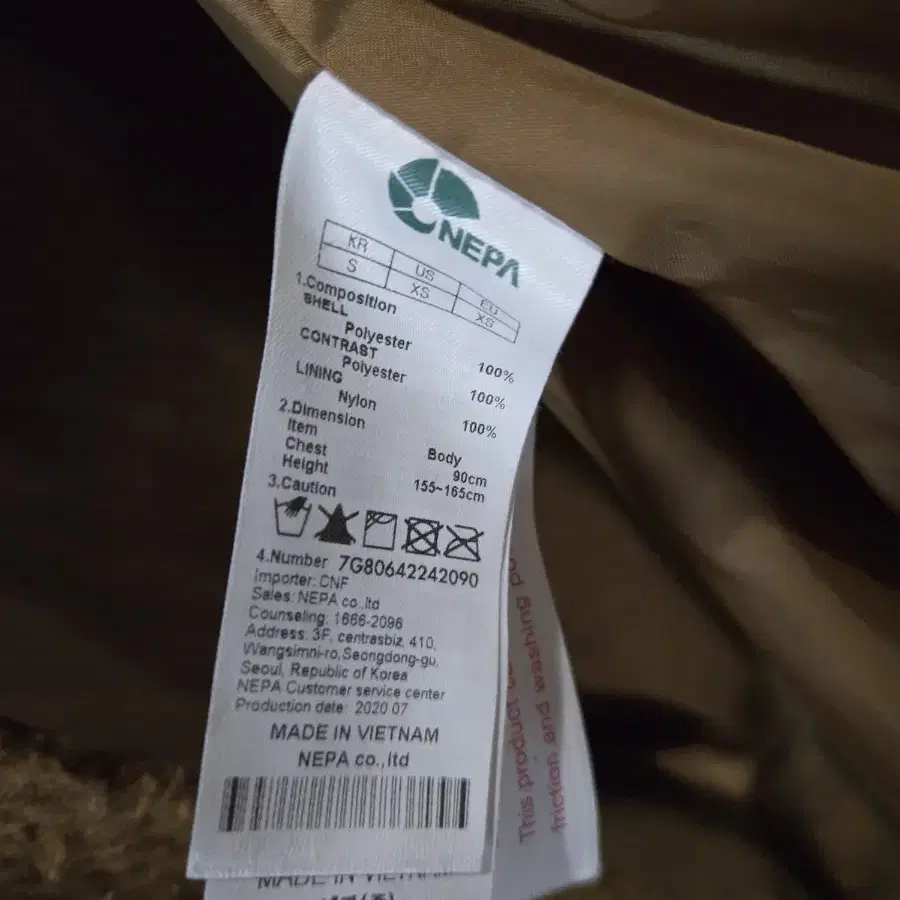 NEPA
KR US EU
S XS XS
1.Composition
SHELL
Polyester 100%
CONTRAST
Polyester 100%
LINING
Nylon 100%
2.Dimension
Item Body
Chest 90cm
Height 155~165cm
3.Caution
4.Number 7G80642242090
Importer: CNF
Sales: NEPA co.,ltd
Counseling: 1666-2096
Address: 3F, centrasbiz, 410,
Wangsimni-ro,Seongdong-gu,
Seoul, Republic of Korea
NEPA Customer service center
Production date: 2020 07
MADE IN VIETNAM
NEPA co.,ltd
This product
friction and washing
MADE IN VIETNAM